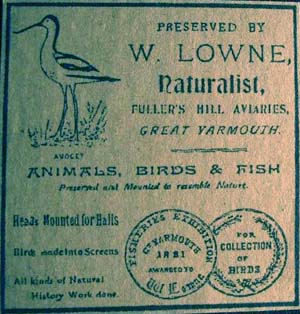 PRESERVED BY
W. LOWNE,
Naturalist,
FULLER'S HILL AVIARIES,
GREAT YARMOUTH.
AVOCET
ANIMALS, BIRDS & FISH
Preserved and Mounted to resemble Nature.
Heads Mounted for Halls
Birds made into Screens
All kinds of Natural
History Work done.
FISHERIES EXHIBITION
GT YARMOUTH
1881
AWARDED TO
Lowne
FOR
COLLECTION
OF
BIRDS